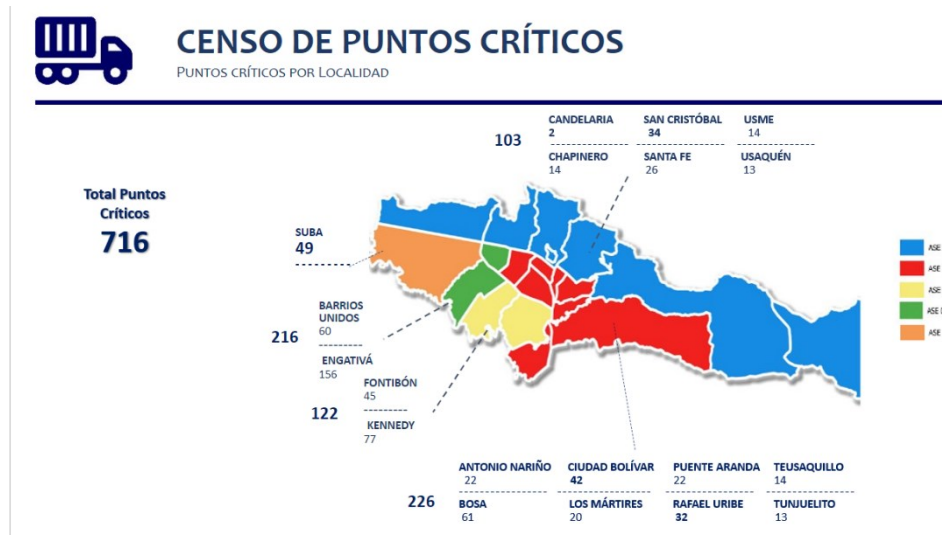 CENSO DE PUNTOS CRÍTICOS
PUNTOS CRÍTICOS POR LOCALIDAD
103
CANDELARIA SAN CRISTÓBAL USME
2 34 14
CHAPINERO SANTA FE USAQUÉN
14 26 13
Total Puntos
Críticos
716
SUBA
49
216
BARRIOS
UNIDOS
60
ENGATIVÁ
156
122
FONTIBÓN
45
KENNEDY
77
ASE
ASE
ASE
ASE
ASE
226
ANTONIO NARIÑO CIUDAD BOLÍVAR PUENTE ARANDA TEUSAQUILLO
22 42 22 14
BOSA LOS MÁRTIRES RAFAEL URIBE TUNJUELITO
61 20 32 13